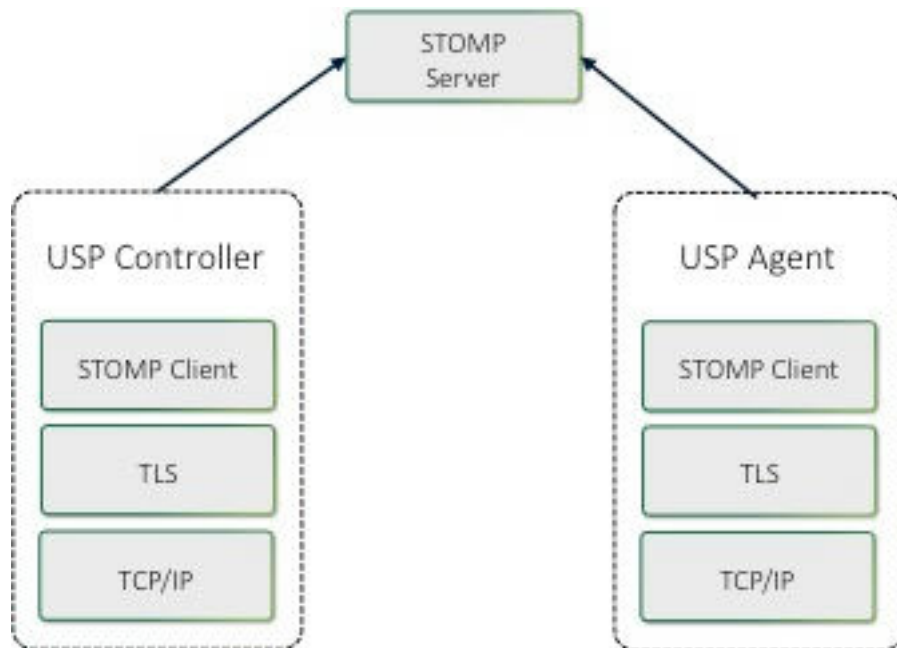 STOMP
Server
USP Controller
STOMP Client
TLS
TCP/IP
USP Agent
STOMP Client
TLS
TCP/IP